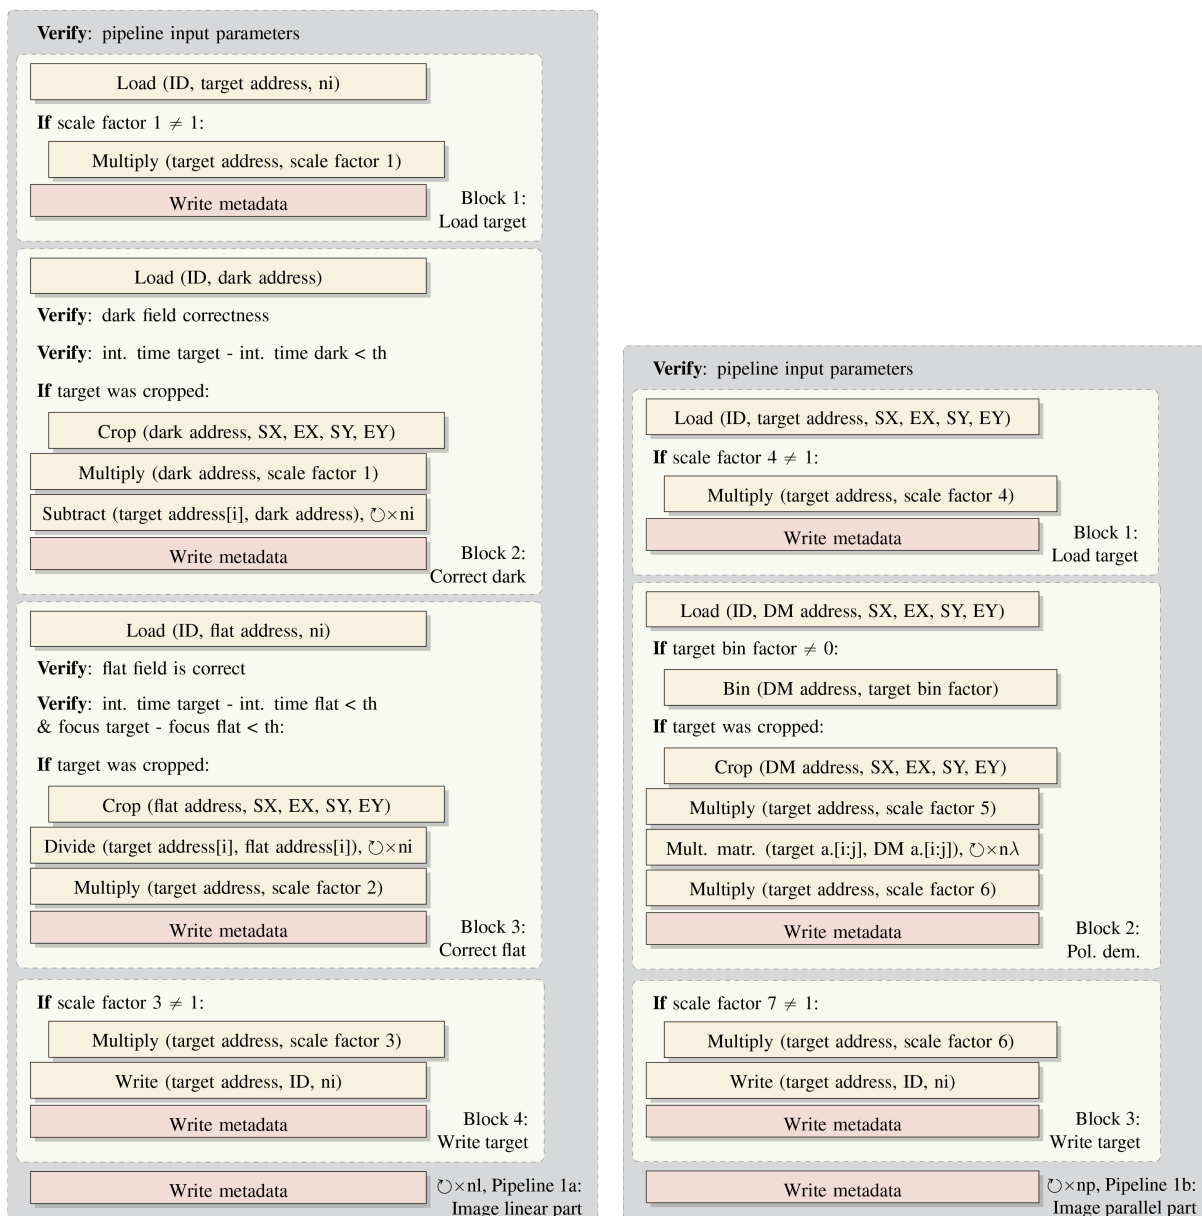 Verify: pipeline input parameters
Load (ID, target address, ni)
If scale factor 1 ≠ 1:
Multiply (target address, scale factor 1)
Write metadata
Block 1:
Load target
Load (ID, dark address)
Verify: dark field correctness
Verify: int. time target - int. time dark < th
If target was cropped:
Crop (dark address, SX, EX, SY, EY)
Multiply (dark address, scale factor 1)
Subtract (target address[i], dark address), ↻×ni
Write metadata
Block 2:
Correct dark
Load (ID, flat address, ni)
Verify: flat field is correct
Verify: int. time target - int. time flat < th
& focus target - focus flat < th:
If target was cropped:
Crop (flat address, SX, EX, SY, EY)
Divide (target address[i], flat address[i]), ↻×ni
Multiply (target address, scale factor 2)
Write metadata
Block 3:
Correct flat
If scale factor 3 ≠ 1:
Multiply (target address, scale factor 3)
Write (target address, ID, ni)
Write metadata
Block 4:
Write target
Write metadata
↻×nl, Pipeline 1a:
Image linear part
Verify: pipeline input parameters
Load (ID, target address, SX, EX, SY, EY)
If scale factor 4 ≠ 1:
Multiply (target address, scale factor 4)
Write metadata
Block 1:
Load target
Load (ID, DM address, SX, EX, SY, EY)
If target bin factor ≠ 0:
Bin (DM address, target bin factor)
If target was cropped:
Crop (DM address, SX, EX, SY, EY)
Multiply (target address, scale factor 5)
Mult. matr. (target a.[i:j], DM a.[i:j]), ↻×nλ
Multiply (target address, scale factor 6)
Write metadata
Block 2:
Pol. dem.
If scale factor 7 ≠ 1:
Multiply (target address, scale factor 6)
Write (target address, ID, ni)
Write metadata
Block 3:
Write target
Write metadata
↻×np, Pipeline 1b:
Image parallel part